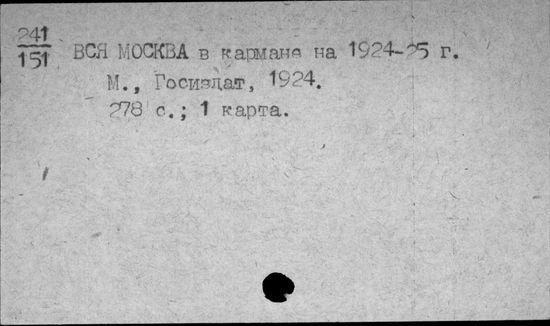 241
151
ВСЯ МОСКВА в кармане на 1924-25 г.
М., Госиздат, 1924.
278 с.; 1 карта.